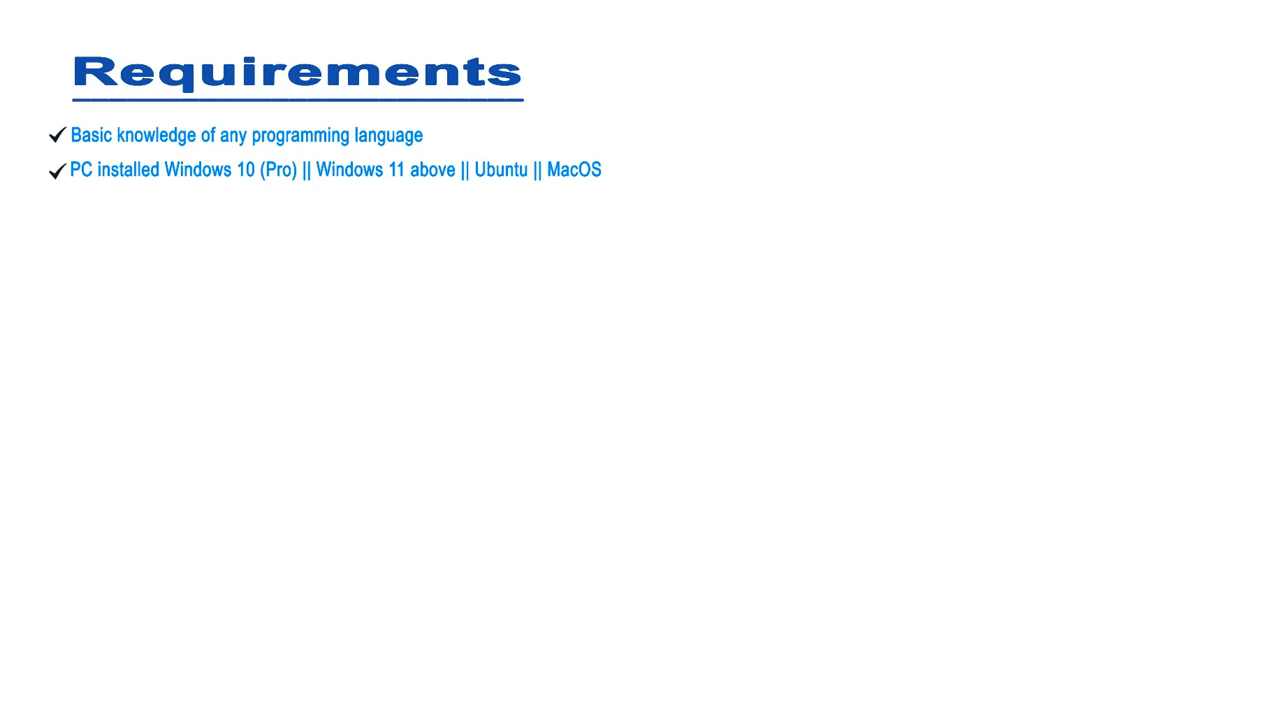 Requirements
Basic knowledge of any programming language
PC installed Windows 10 (Pro) || Windows 11 above || Ubuntu || MacOS